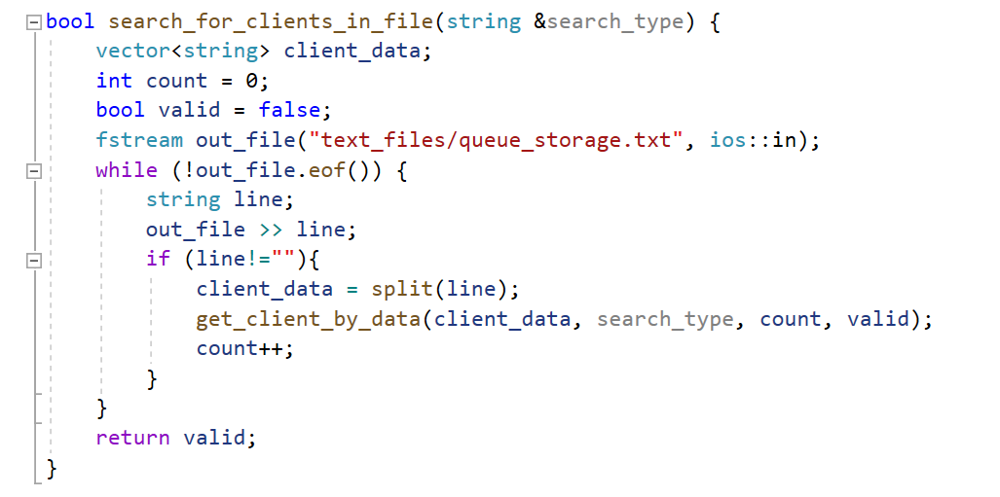 bool search_for_clients_in_file(string &search_type) {
    vector<string> client_data;
    int count = 0;
    bool valid = false;
    fstream out_file("text_files/queue_storage.txt", ios::in);
    while (!out_file.eof()) {
        string line;
        out_file >> line;
        if (line!=""){
            client_data = split(line);
            get_client_by_data(client_data, search_type, count, valid);
            count++;
        }
    }
    return valid;
}